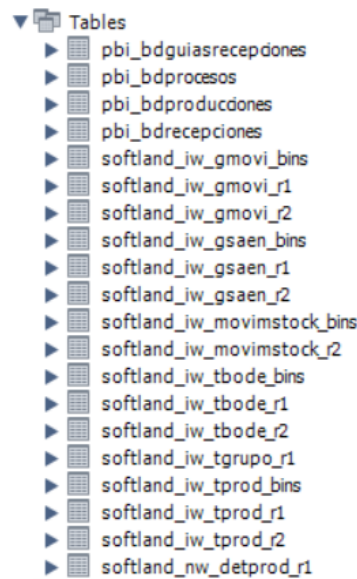 Tables
pbi_bdguiasrecepciones
pbi_bdprocesos
pbi_bdproducciones
pbi_bdrecepciones
softland_iw_gmovi_bins
softland_iw_gmovi_r1
softland_iw_gmovi_r2
softland_iw_gsaen_bins
softland_iw_gsaen_r1
softland_iw_gsaen_r2
softland_iw_movimstock_bins
softland_iw_movimstock_r2
softland_iw_tbode_bins
softland_iw_tbode_r1
softland_iw_tbode_r2
softland_iw_tgrupo_r1
softland_iw_tprod_bins
softland_iw_tprod_r1
softland_iw_tprod_r2
softland_nw_detprod_r1